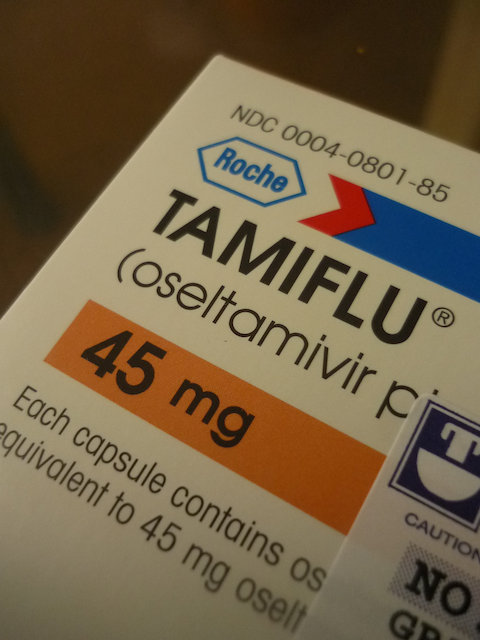 NDC 0004-0801-85
Roche
TAMIFLU®
(oseltamivir
45 mg
Each capsule contains
equivalent to 45 mg
CAUTION
NO